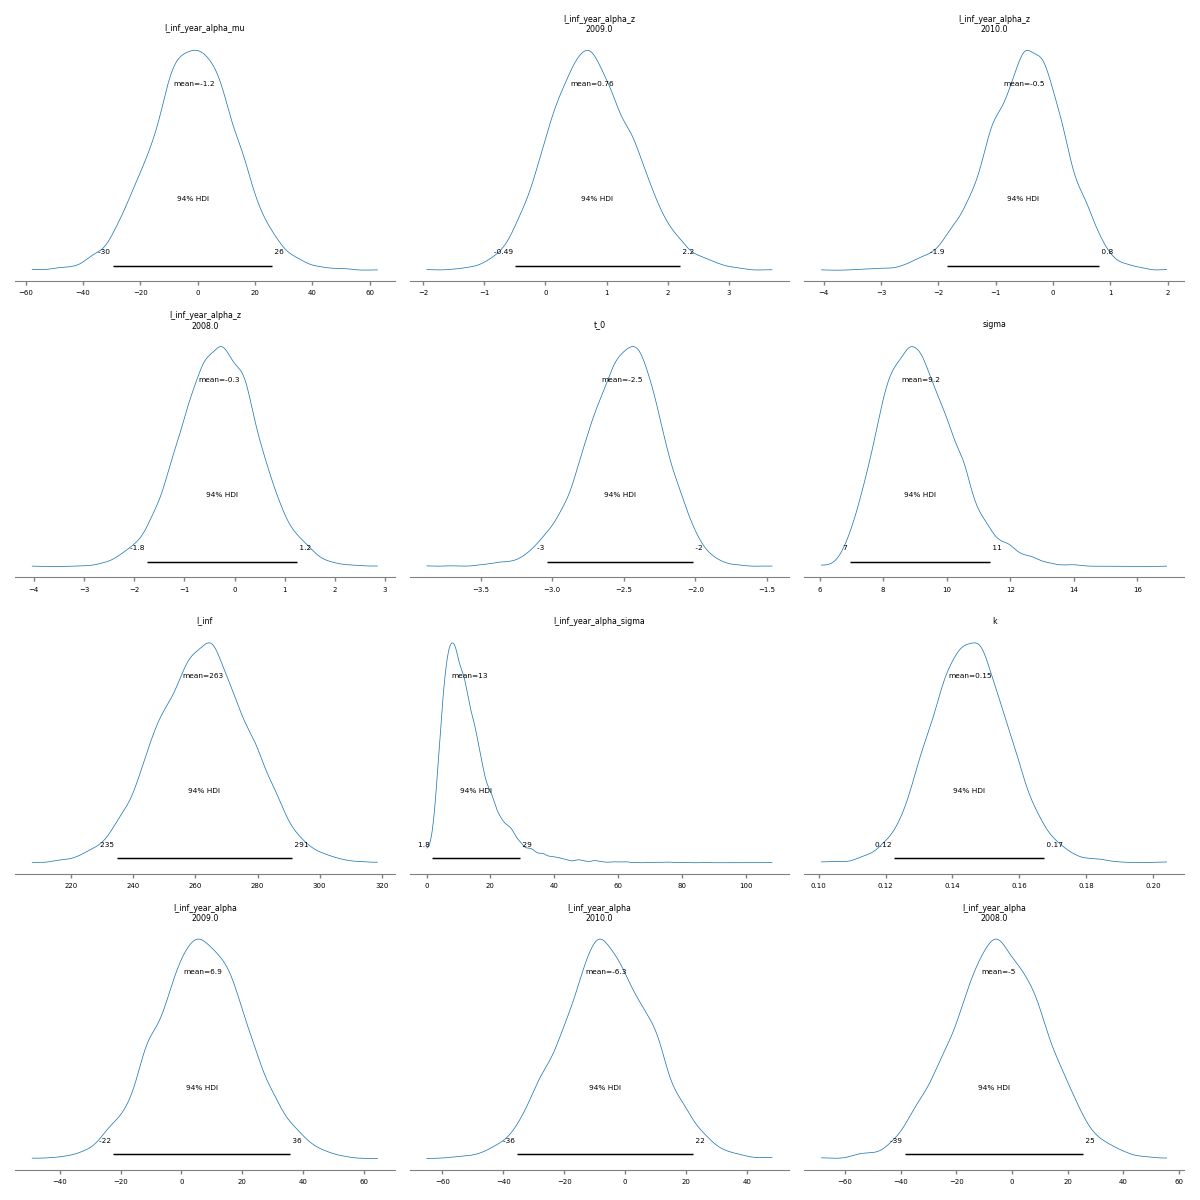 l_inf_year_alpha_mu
mean=-1.2
94% HDI
-30 26
−60 −40 −20 0 20 40 60
l_inf_year_alpha_z
2009.0
mean=0.76
94% HDI
-0.49 2.2
−2 −1 0 1 2 3
l_inf_year_alpha_z
2010.0
mean=-0.5
94% HDI
-1.9 0.8
−4 −3 −2 −1 0 1 2
l_inf_year_alpha_z
2008.0
mean=-0.3
94% HDI
-1.8 1.2
−4 −3 −2 −1 0 1 2 3
t_0
mean=-2.5
94% HDI
-3 -2
−3.5 −3.0 −2.5 −2.0 −1.5
sigma
mean=9.2
94% HDI
7 11
6 8 10 12 14 16
l_inf
mean=263
94% HDI
235 291
220 240 260 280 300 320
l_inf_year_alpha_sigma
mean=13
94% HDI
1.8 29
0 20 40 60 80 100
k
mean=0.15
94% HDI
0.12 0.17
0.10 0.12 0.14 0.16 0.18 0.20
l_inf_year_alpha
2009.0
mean=6.9
94% HDI
-22 36
−40 −20 0 20 40 60
l_inf_year_alpha
2010.0
mean=-6.3
94% HDI
-36 22
−60 −40 −20 0 20 40
l_inf_year_alpha
2008.0
mean=-5
94% HDI
-39 25
−60 −40 −20 0 20 40 60